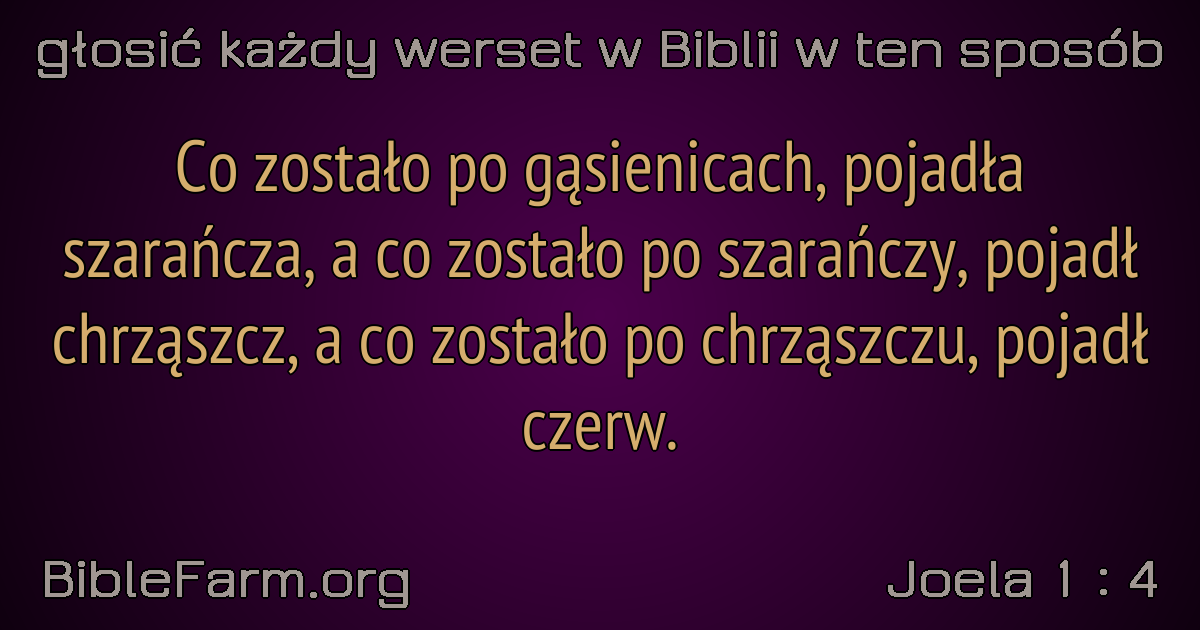 głosić każdy werset w Biblii w ten sposób
Co zostało po gąsienicach, pojadła
szarańcza, a co zostało po szarańczy, pojadł
chrząszcz, a co zostało po chrząszczu, pojadł
czerw.
BibleFarm.org
Joela 1 : 4